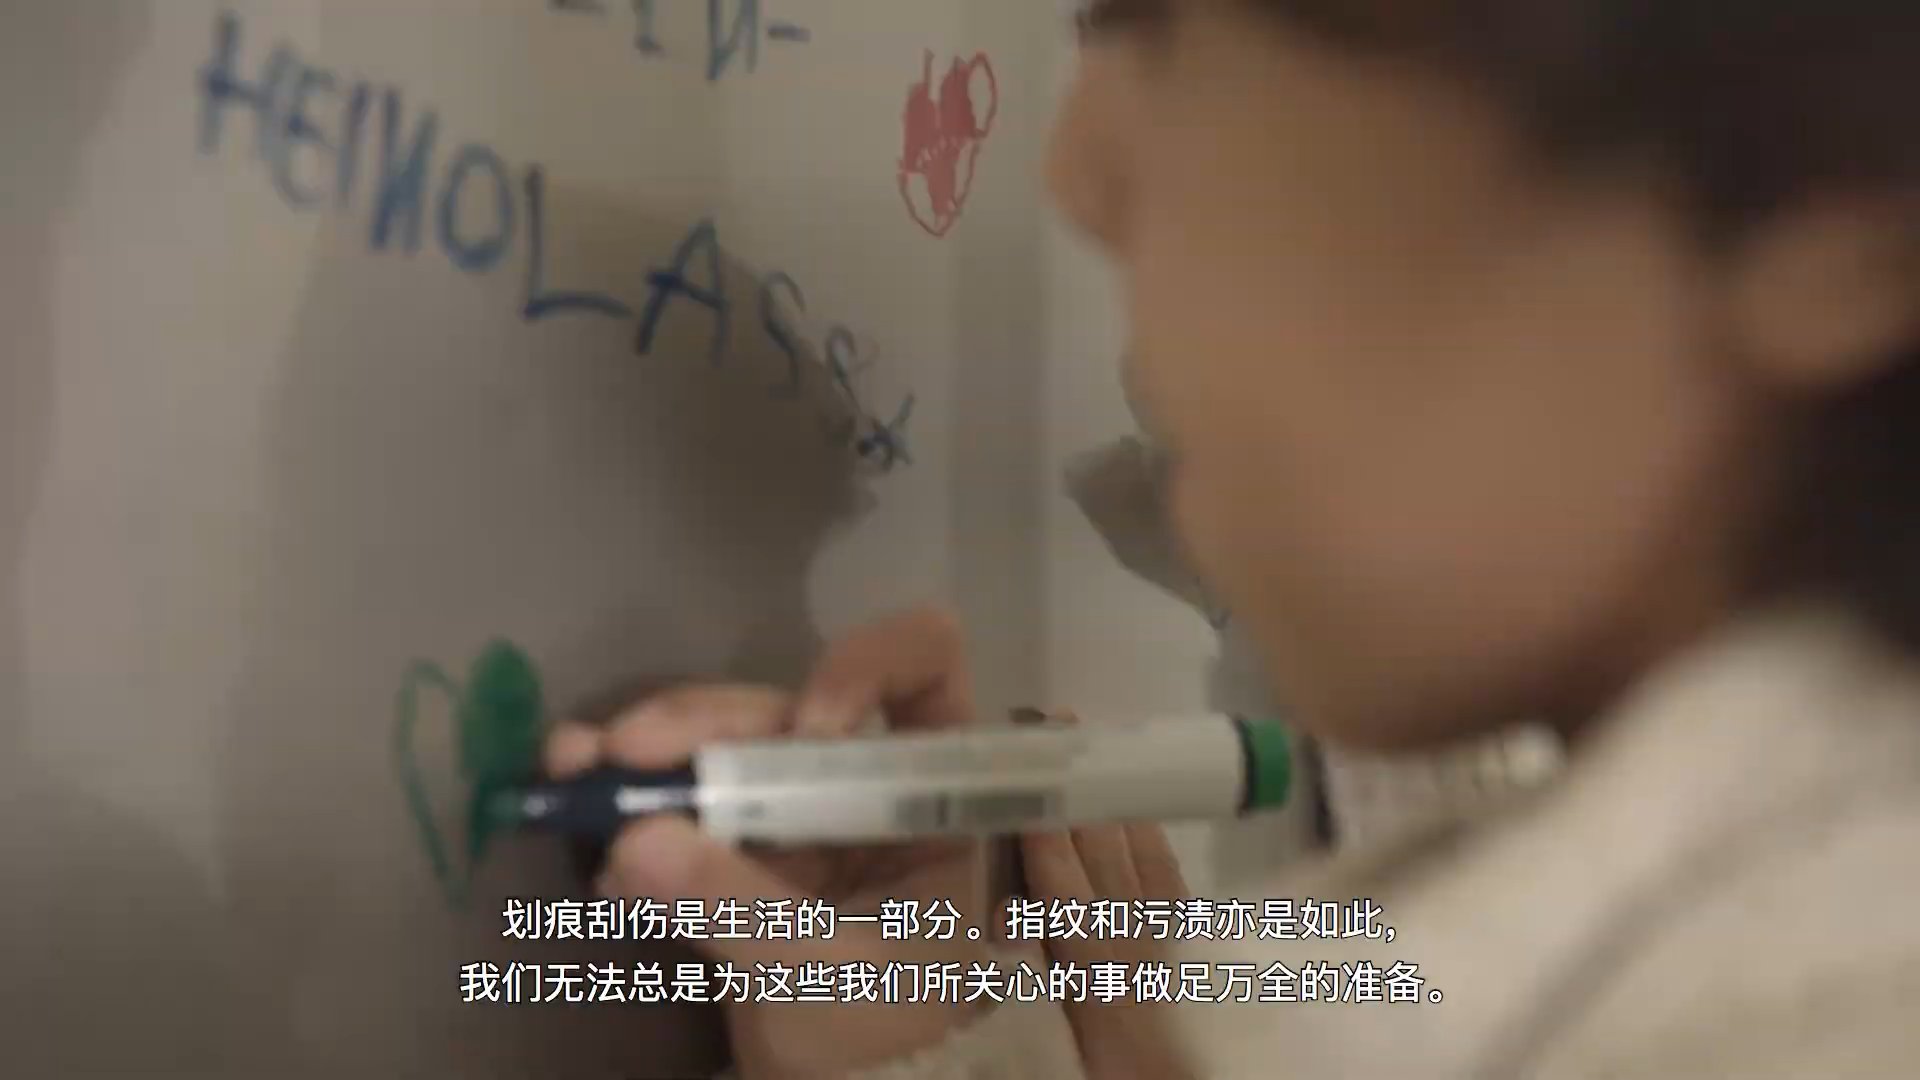 HEINOLASSA
划痕刮伤是生活的一部分。指纹和污渍亦是如此，
我们无法总是为这些我们所关心的事做足万全的准备。